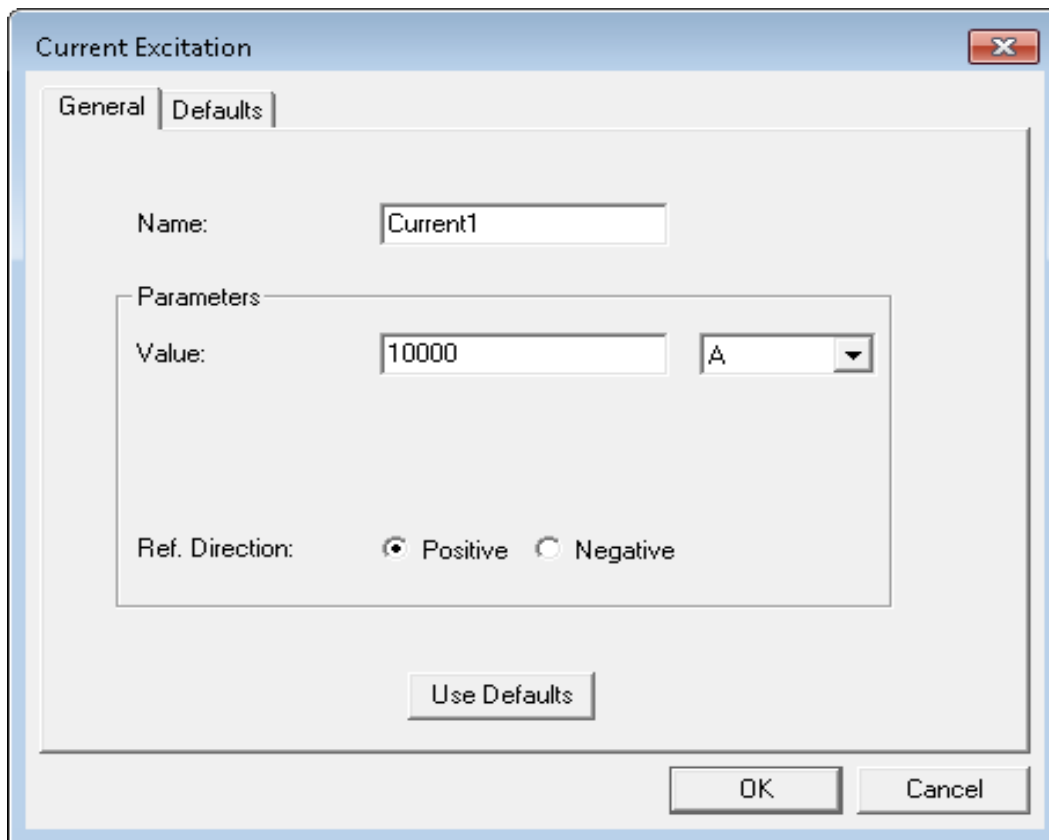 Current Excitation
General Defaults
Name: Current1
Parameters
Value: 10000 A
Ref. Direction: Positive Negative
Use Defaults
OK Cancel